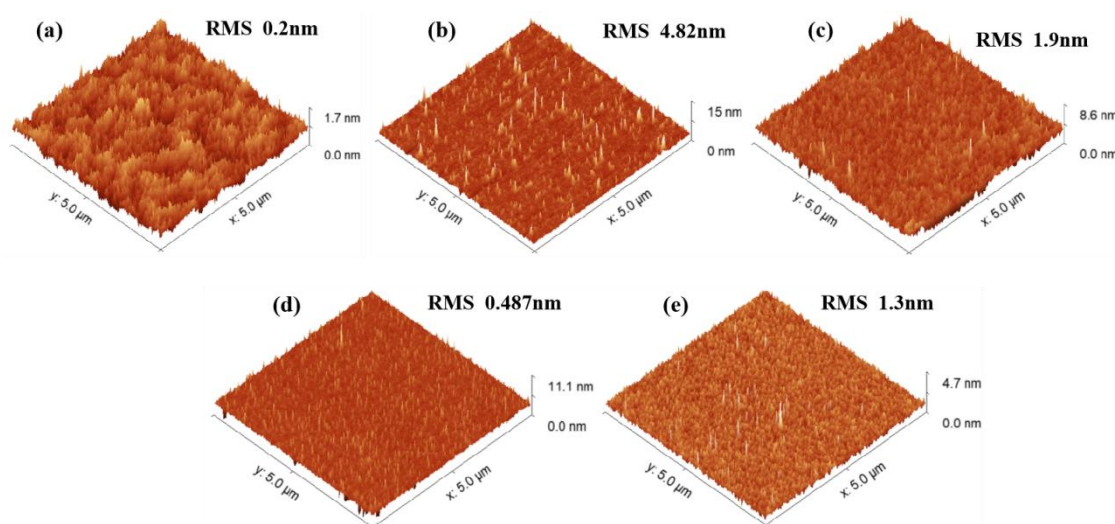 (a) RMS 0.2nm
1.7 nm
0.0 nm
y: 5.0 µm
x: 5.0 µm
(b) RMS 4.82nm
15 nm
0 nm
y: 5.0 µm
x: 5.0 µm
(c) RMS 1.9nm
8.6 nm
0.0 nm
y: 5.0 µm
x: 5.0 µm
(d) RMS 0.487nm
11.1 nm
0.0 nm
y: 5.0 µm
x: 5.0 µm
(e) RMS 1.3nm
4.7 nm
0.0 nm
y: 5.0 µm
x: 5.0 µm